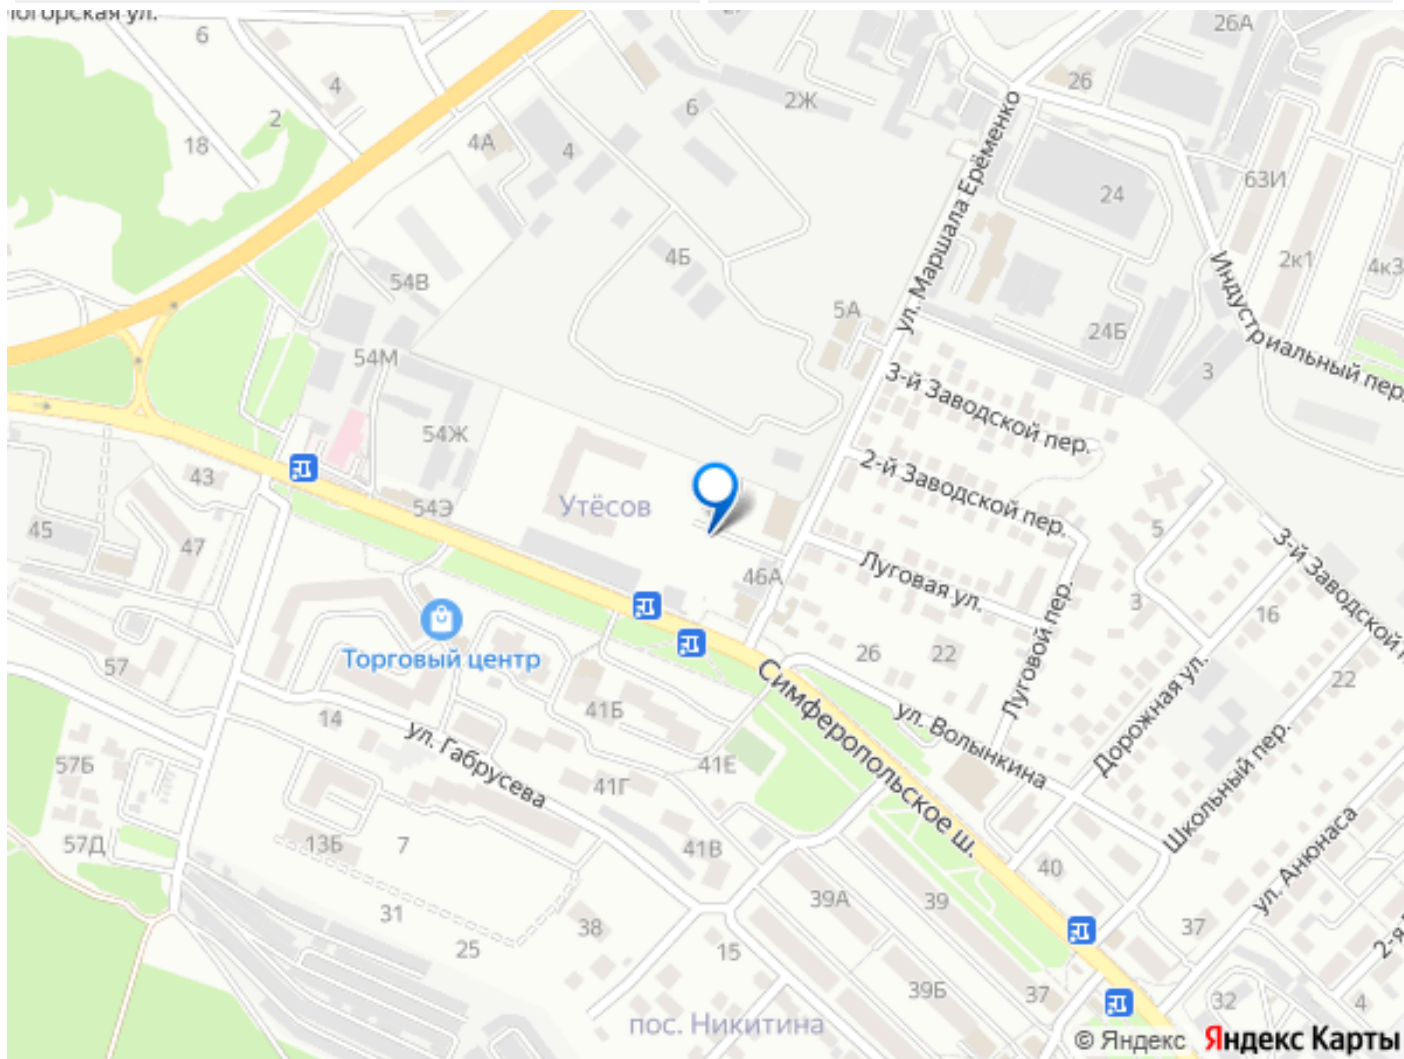 6
26А
26
4
2
18
4А
4
6
2Ж
ул. Маршала Ерёменко
24
63И
2к1
4к3
Индустриальный пер.
4Б
54В
5А
24Б
3
54М
3-й Заводской пер.
54Ж
2-й Заводской пер.
43
54Э
Утёсов
45
47
5
3-й Заводской п
46А
Луговая ул.
Луговой пер.
3
16
Торговый центр
57
26
22
22
Симферопольское ш.
ул. Волынкина
Дорожная ул.
Школьный пер.
14
41Б
ул. Габрусева
57Б
41Е
41Г
ул. Анюнаса
57Д
13Б
7
41В
40
39А
39
31
25
38
15
37
2-я
39Б
37
32
4
пос. Никитина
© Яндекс Яндекс Карты